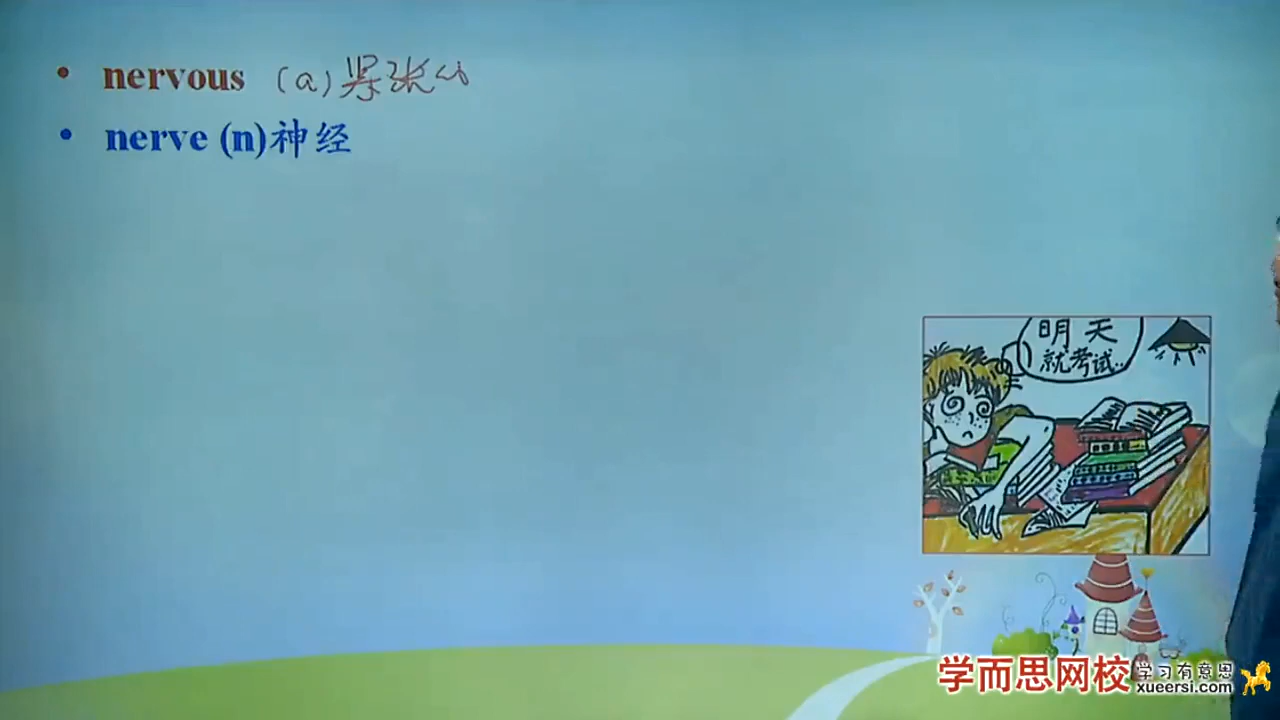 • nervous (a)紧张的
• nerve (n)神经
明天
就考试..
学而思网校 学习有意思
xueersi.com